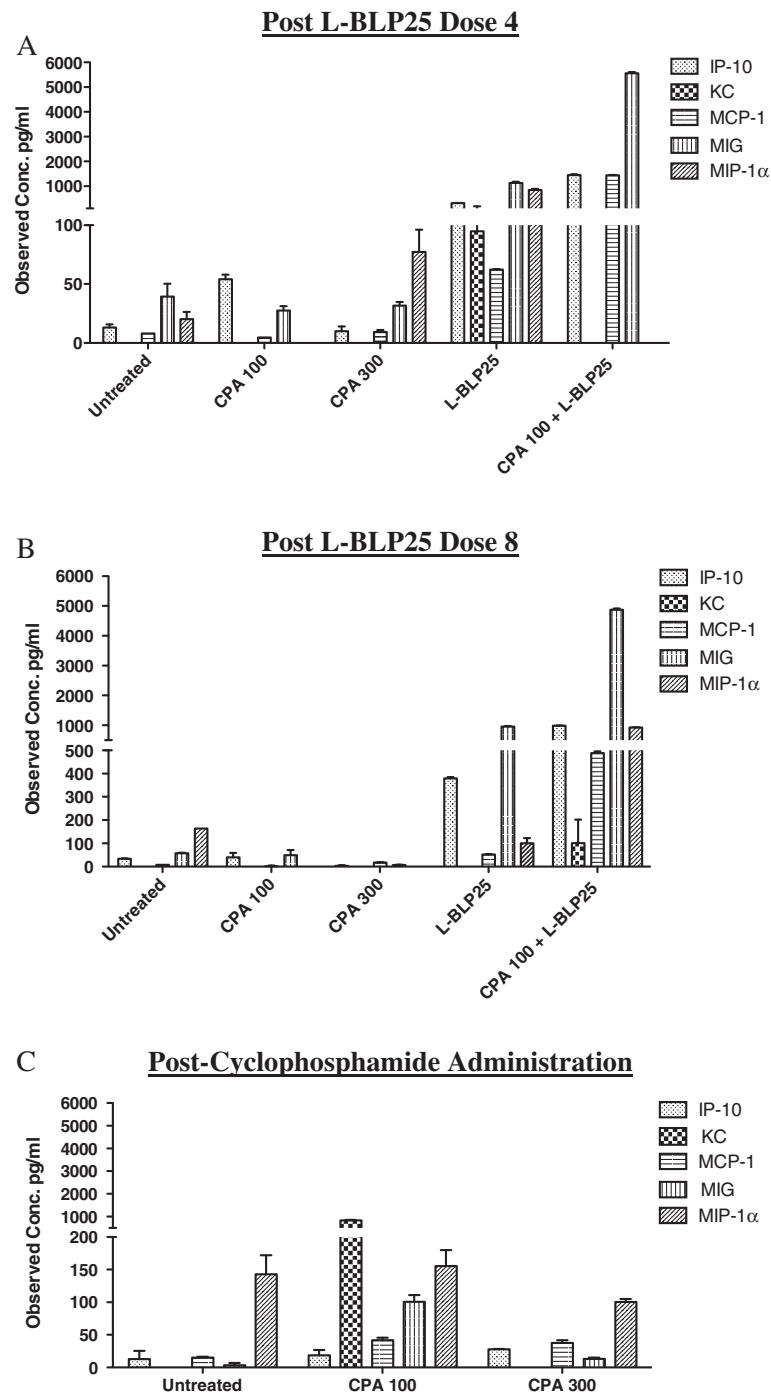 Post L-BLP25 Dose 4
A
6000
5000
4000
3000
2000
1000
100
50
0
Observed Conc. pg/ml
IP-10
KC
MCP-1
MIG
MIP-1α
Untreated
CPA 100
CPA 300
L-BLP25
CPA 100 + L-BLP25
Post L-BLP25 Dose 8
B
6000
5000
4000
3000
2000
1000
500
400
300
200
100
0
Observed Conc. pg/ml
IP-10
KC
MCP-1
MIG
MIP-1α
Untreated
CPA 100
CPA 300
L-BLP25
CPA 100 + L-BLP25
C
Post-Cyclophosphamide Administration
6000
5000
4000
3000
2000
1000
200
150
100
50
0
Observed Conc. pg/ml
IP-10
KC
MCP-1
MIG
MIP-1α
Untreated
CPA 100
CPA 300